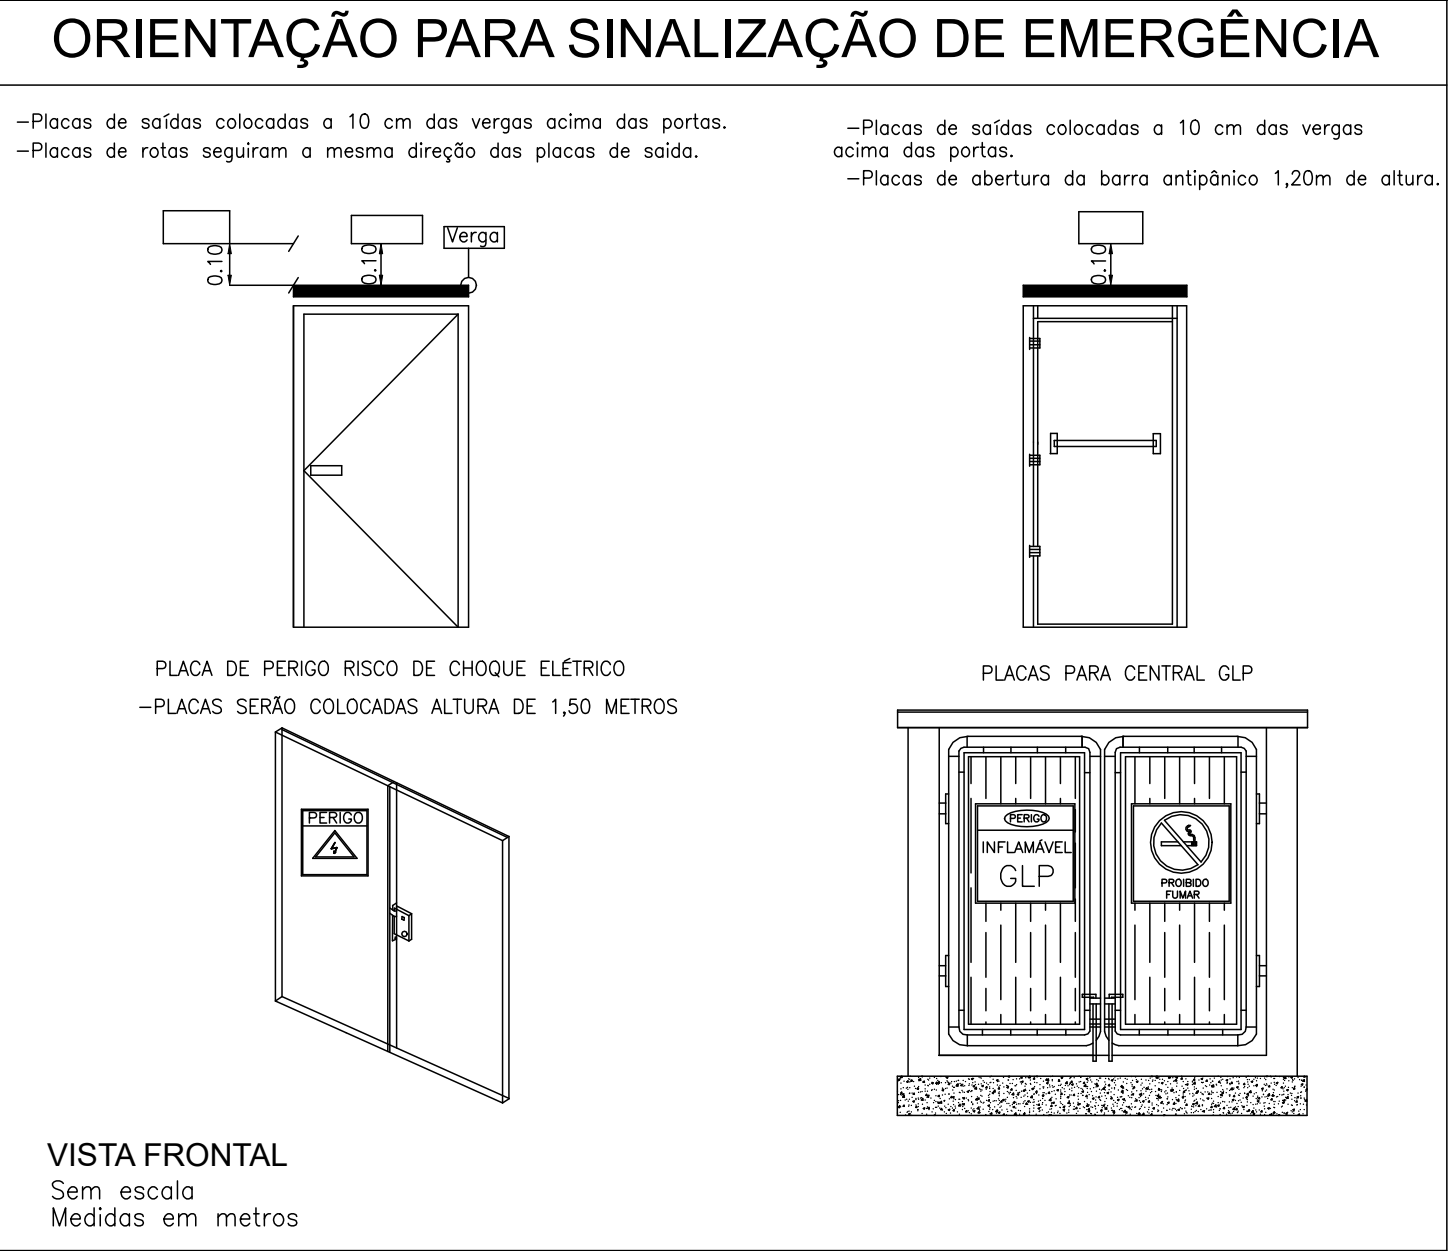 ORIENTAÇÃO PARA SINALIZAÇÃO DE EMERGÊNCIA
-Placas de saídas colocadas a 10 cm das vergas acima das portas.
-Placas de rotas seguiram a mesma direção das placas de saida.
0.10
0.10
Verga
-Placas de saídas colocadas a 10 cm das vergas
acima das portas.
-Placas de abertura da barra antipânico 1,20m de altura.
0.10
PLACA DE PERIGO RISCO DE CHOQUE ELÉTRICO
-PLACAS SERÃO COLOCADAS ALTURA DE 1,50 METROS
PERIGO
PLACAS PARA CENTRAL GLP
PERIGO
INFLAMÁVEL
GLP
PROIBIDO
FUMAR
VISTA FRONTAL
Sem escala
Medidas em metros